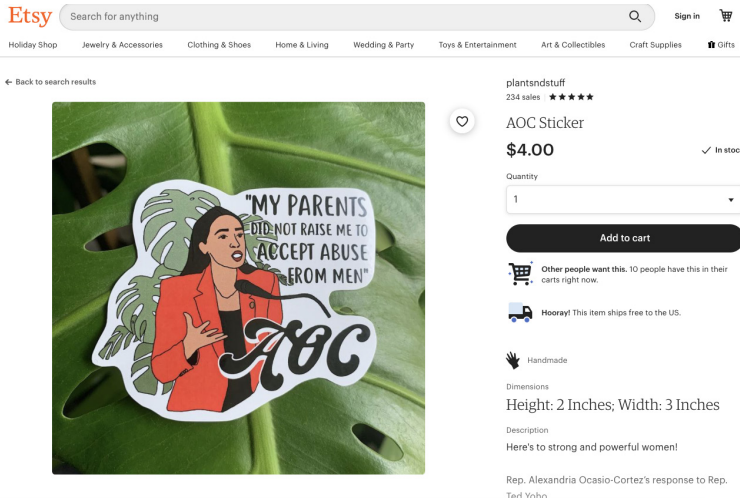 Etsy
Search for anything
Sign in
Holiday Shop Jewelry & Accessories Clothing & Shoes Home & Living Wedding & Party Toys & Entertainment Art & Collectibles Craft Supplies Gifts
← Back to search results
"MY PARENTS
DID NOT RAISE ME TO
ACCEPT ABUSE
FROM MEN"
AOC
plantsndstuff
234 sales ★★★★★
AOC Sticker
$4.00
In stoc
Quantity
1
Add to cart
Other people want this. 10 people have this in their
carts right now.
Hooray! This item ships free to the US.
Handmade
Dimensions
Height: 2 Inches; Width: 3 Inches
Description
Here's to strong and powerful women!
Rep. Alexandria Ocasio-Cortez's response to Rep.
Ted Yoho